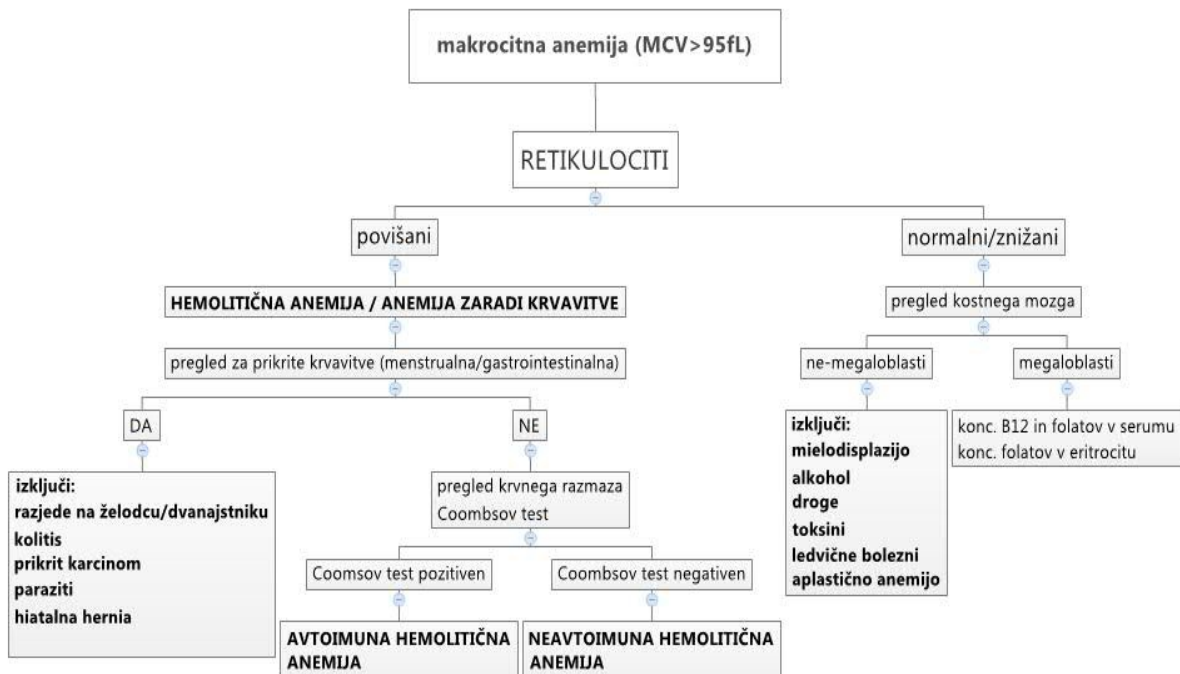 makrocitna anemija (MCV>95fL)
RETIKULOCITI
povišani
normalni/znižani
HEMOLITIČNA ANEMIJA / ANEMIJA ZARADI KRVAVITVE
pregled kostnega mozga
pregled za prikrite krvavitve (menstrualna/gastrointestinalna)
ne-megaloblasti
megaloblasti
DA
NE
izključi:
mielodisplazijo
alkohol
droge
toksini
ledvične bolezni
aplastično anemijo
konc. B12 in folatov v serumu
konc. folatov v eritrocitu
izključi:
razjede na želodcu/dvanajstniku
kolitis
prikrit karcinom
paraziti
hiatalna hernia
pregled krvnega razmaza
Coombsov test
Coomsov test pozitiven
Coombsov test negativen
AVTOIMUNA HEMOLITIČNA
ANEMIJA
NEAVTOIMUNA HEMOLITIČNA
ANEMIJA